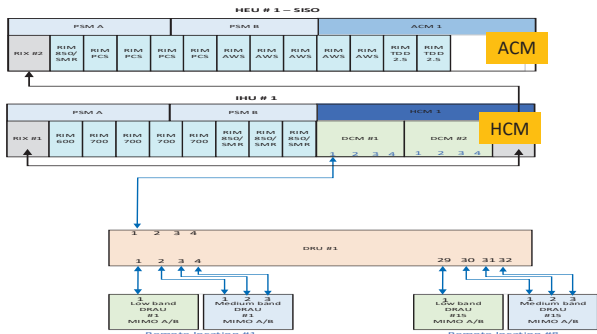 HEU # 1 – SISO
PSM A PSM B ACM 1
RIX #2 RIM 850/ SMR RIM PCS RIM PCS RIM PCS RIM PCS RIM AWS RIM AWS RIM AWS RIM AWS RIM AWS RIM TDD 2.5 RIM TDD 2.5
ACM
IHU # 1
PSM A PSM B HCM 1
RIX #1 RIM 600 RIM 700 RIM 700 RIM 700 RIM 700 RIM 850/ SMR RIM 850/ SMR RIM 850/ SMR DCM #1 DCM #2
HCM
1 2 3 4 1 2 3 4
1 2 3 4
DRU #1
1 2 3 4 29 30 31 32
1 1 2 3 1 1 2 3
Low band DRAU #1 MIMO A/B Medium band DRAU #1 MIMO A/B Low band DRAU #15 MIMO A/B Medium band DRAU #15 MIMO A/B